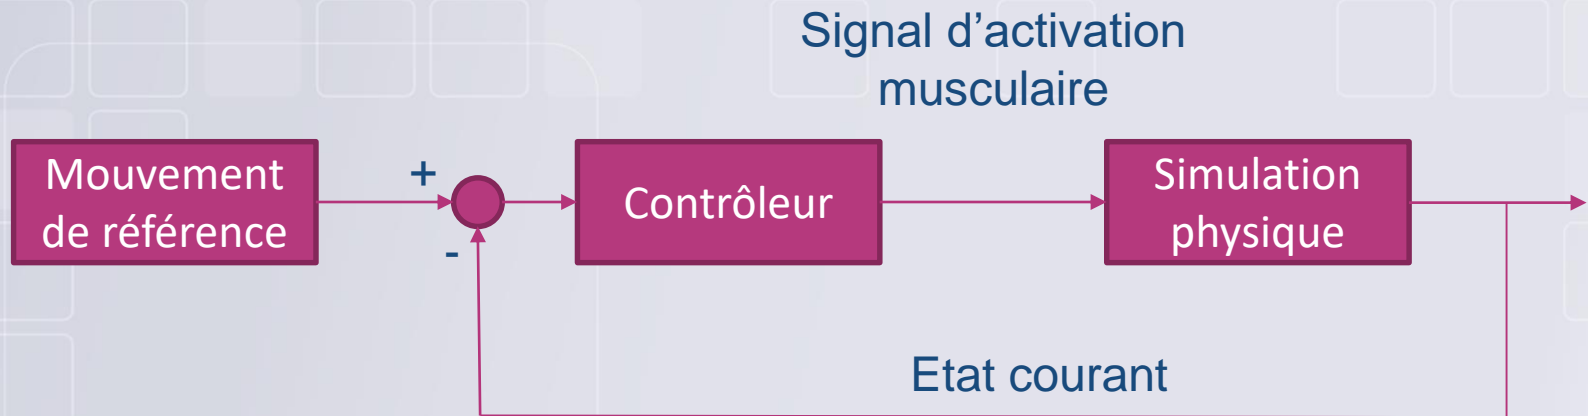 Signal d’activation
musculaire
Mouvement
de référence
+
-
Contrôleur
Simulation
physique
Etat courant